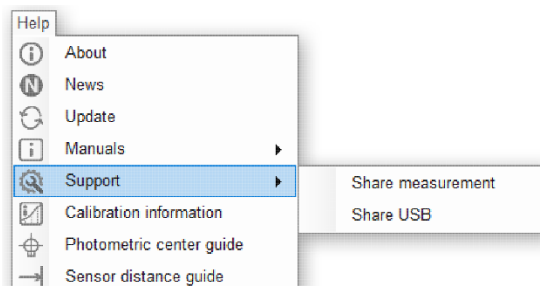 Help
About
News
Update
Manuals
Support
Share measurement
Share USB
Calibration information
Photometric center guide
Sensor distance guide